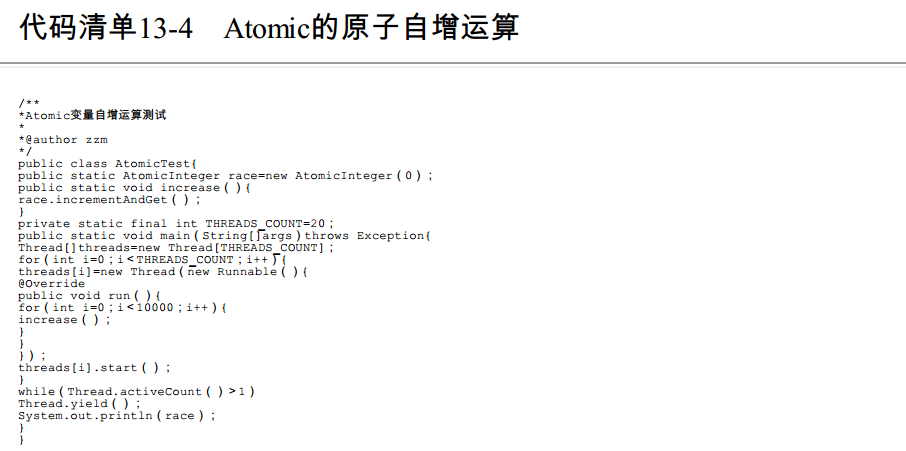 代码清单13-4 Atomic的原子自增运算
/**
*Atomic变量自增运算测试
*
*@author zzm
*/
public class AtomicTest{
public static AtomicInteger race=new AtomicInteger(0);
public static void increase(){
race.incrementAndGet();
}
private static final int THREADS_COUNT=20;
public static void main(String[]args)throws Exception{
Thread[]threads=new Thread[THREADS_COUNT];
for(int i=0;i<THREADS_COUNT;i++){
threads[i]=new Thread(new Runnable(){
@Override
public void run(){
for(int i=0;i<10000;i++){
increase();
}
}
});
threads[i].start();
}
while(Thread.activeCount()>1)
Thread.yield();
System.out.println(race);
}
}